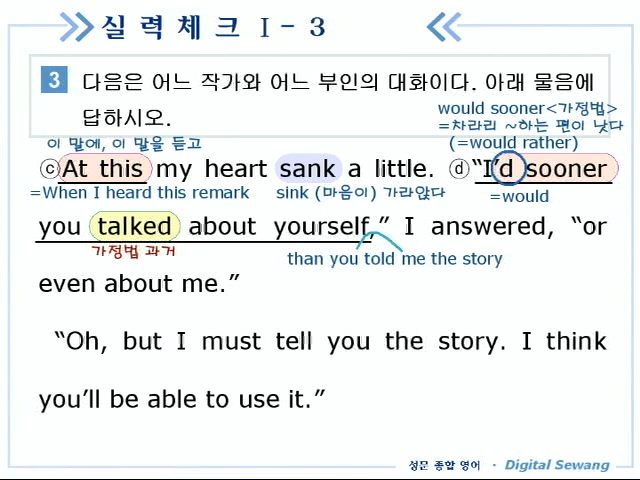 실 력 체 크 Ⅰ - 3
3 다음은 어느 작가와 어느 부인의 대화이다. 아래 물음에
답하시오.
would sooner<가정법>
=차라리 ~하는 편이 낫다
(=would rather)
이 말에, 이 말을 듣고
ⓒAt this my heart sank a little. ⓓ“I’d sooner
=When I heard this remark
sink (마음이) 가라앉다
=would
you talked about yourself,” I answered, “or
가정법 과거
than you told me the story
even about me.”
“Oh, but I must tell you the story. I think
you’ll be able to use it.”
정문 종합 영어 · Digital Sewang